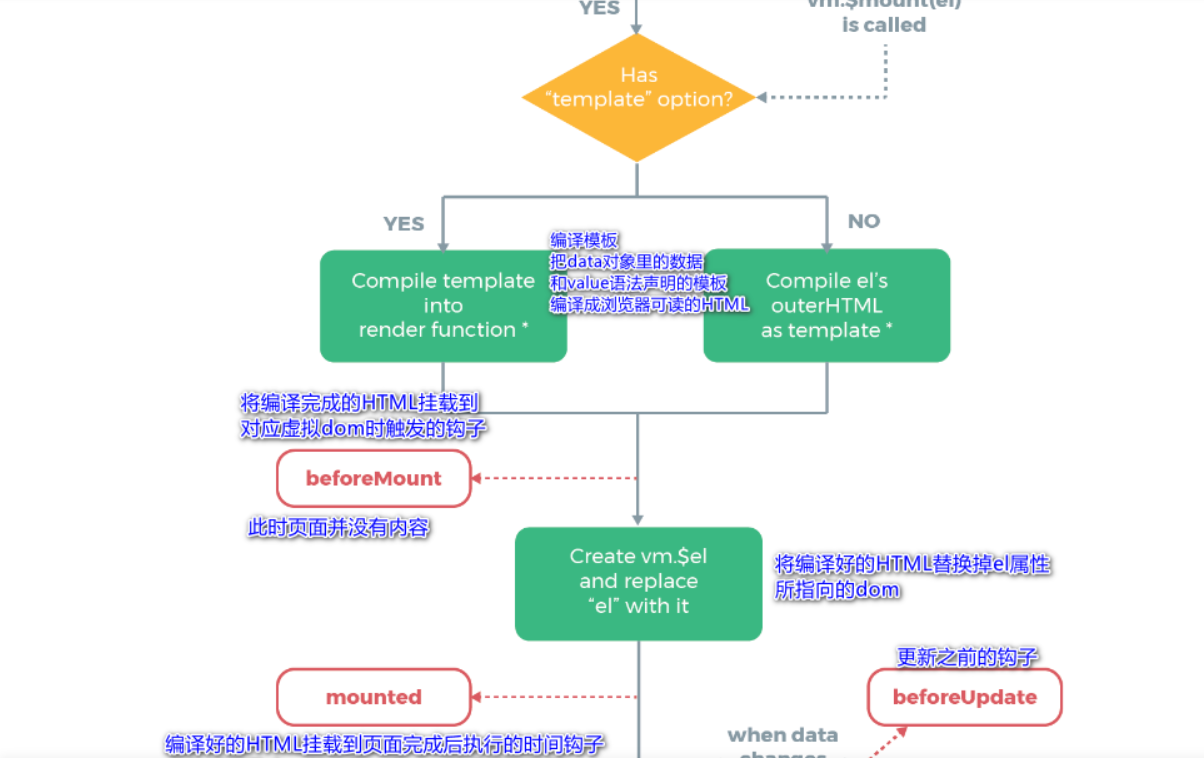 YES
vm.$mount(el)
is called
Has
“template” option?
YES
NO
编译模板
把data对象里的数据
和value语法声明的模板
编译成浏览器可读的HTML
Compile template
into
render function *
Compile el’s
outerHTML
as template *
将编译完成的HTML挂载到
对应虚拟dom时触发的钩子
beforeMount
此时页面并没有内容
Create vm.$el
and replace
“el” with it
将编译好的HTML替换掉el属性
所指向的dom
更新之前的钩子
beforeUpdate
mounted
编译好的HTML挂载到页面完成后执行的时间钩子
when data
changes